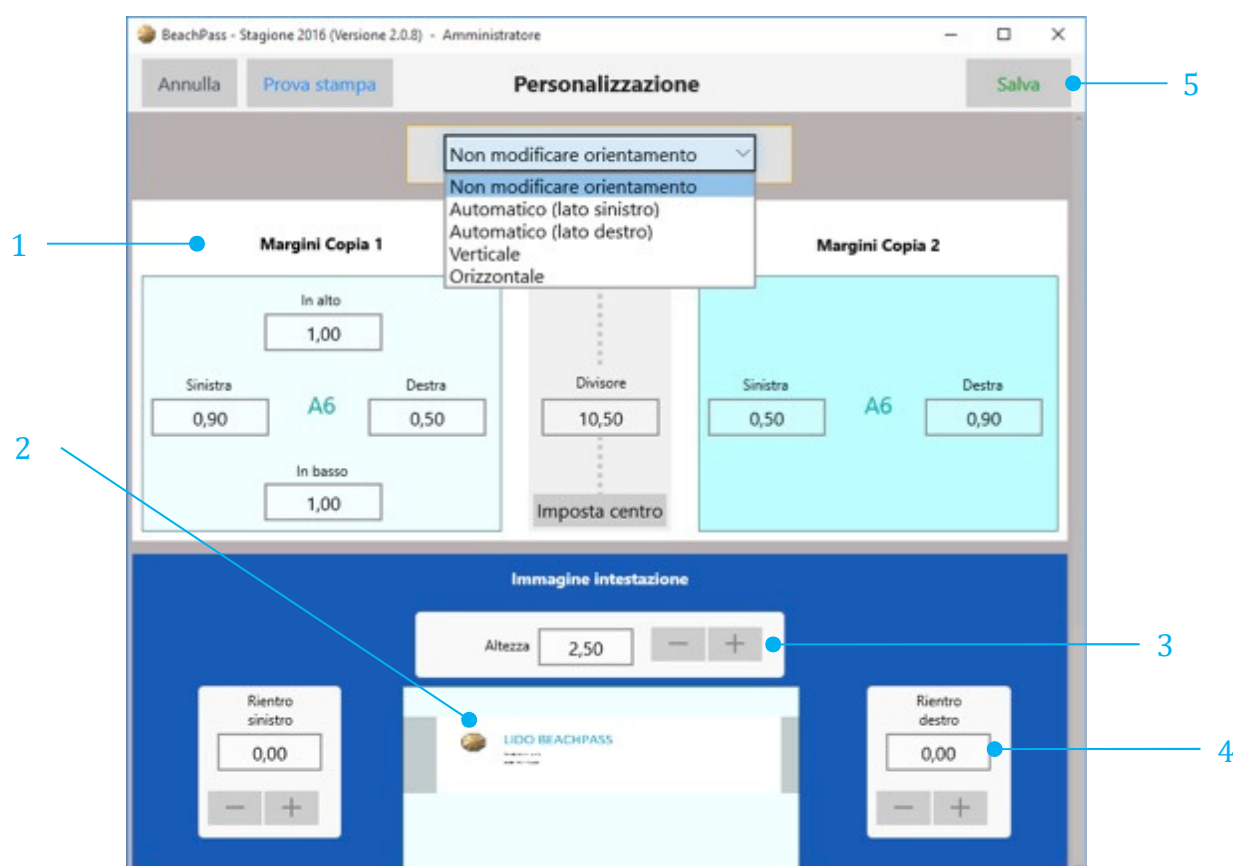 BeachPass - Stagione 2016 (Versione 2.0.8) - Amministratore
Annulla
Prova stampa
Personalizzazione
Salva
5
Non modificare orientamento
Non modificare orientamento
Automatico (lato sinistro)
Automatico (lato destro)
Verticale
Orizzontale
1
Margini Copia 1
Margini Copia 2
In alto
1,00
Sinistra
0,90
A6
Destra
0,50
In basso
1,00
Divisore
10,50
Imposta centro
Sinistra
0,50
A6
Destra
0,90
2
Immagine intestazione
Altezza
2,50
− +
3
Rientro
sinistro
0,00
− +
LIDO BEACHPASS
Rientro
destro
0,00
− +
4